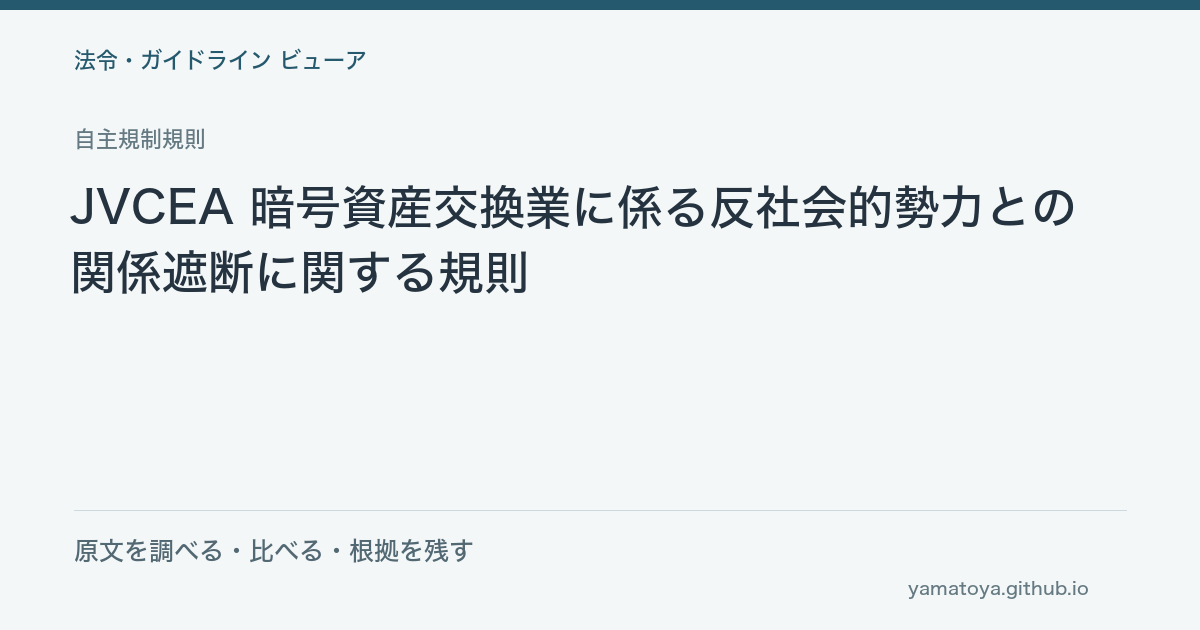 法令・ガイドライン ビューア
自主規制規則
JVCEA 暗号資産交換業に係る反社会的勢力との
関係遮断に関する規則
原文を調べる・比べる・根拠を残す
yamatoya.github.io